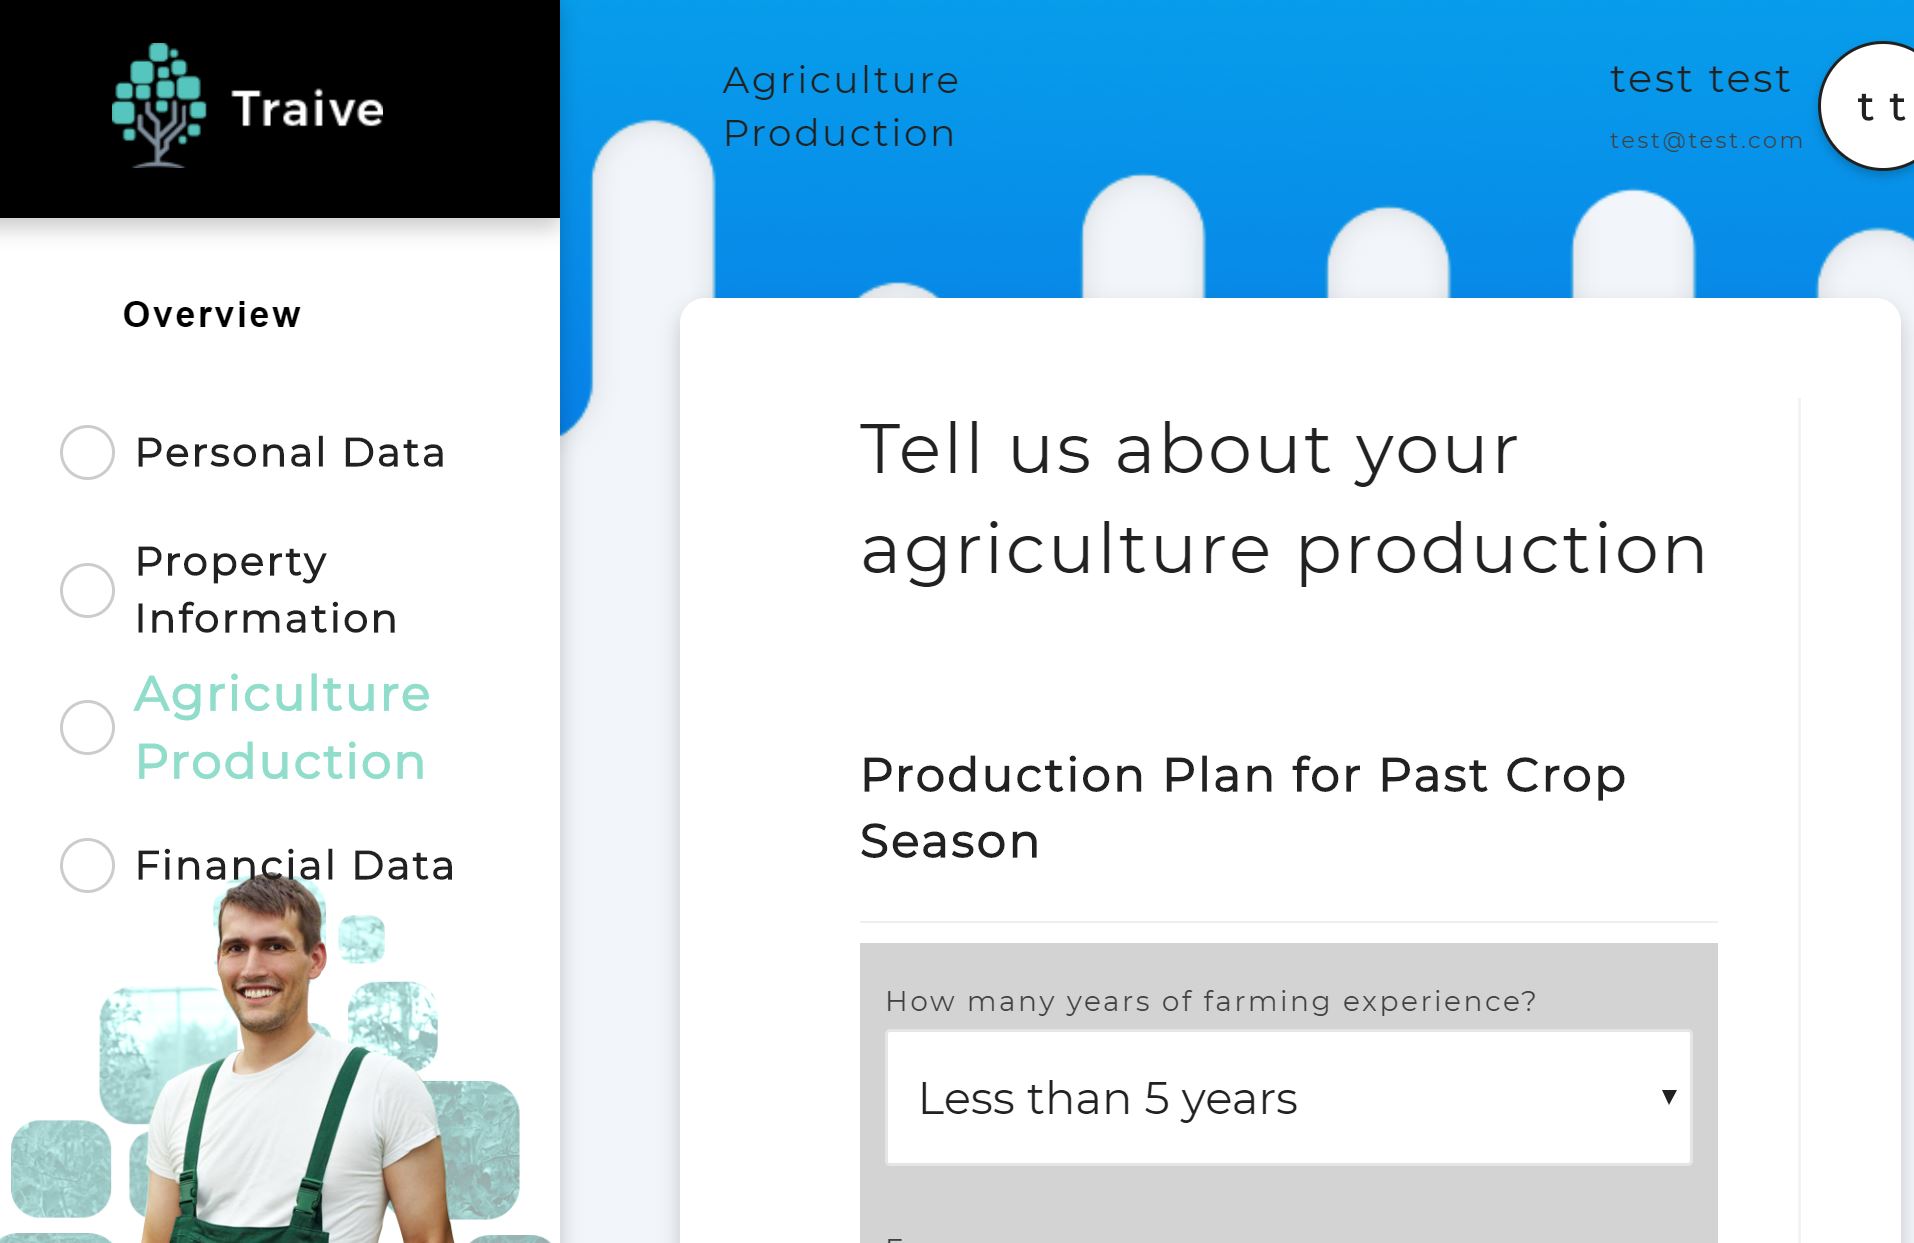 Traive
Overview
Personal Data
Property
Information
Agriculture
Production
Financial Data
Agriculture
Production
test test
test@test.com
t t
Tell us about your
agriculture production
Production Plan for Past Crop
Season
How many years of farming experience?
Less than 5 years